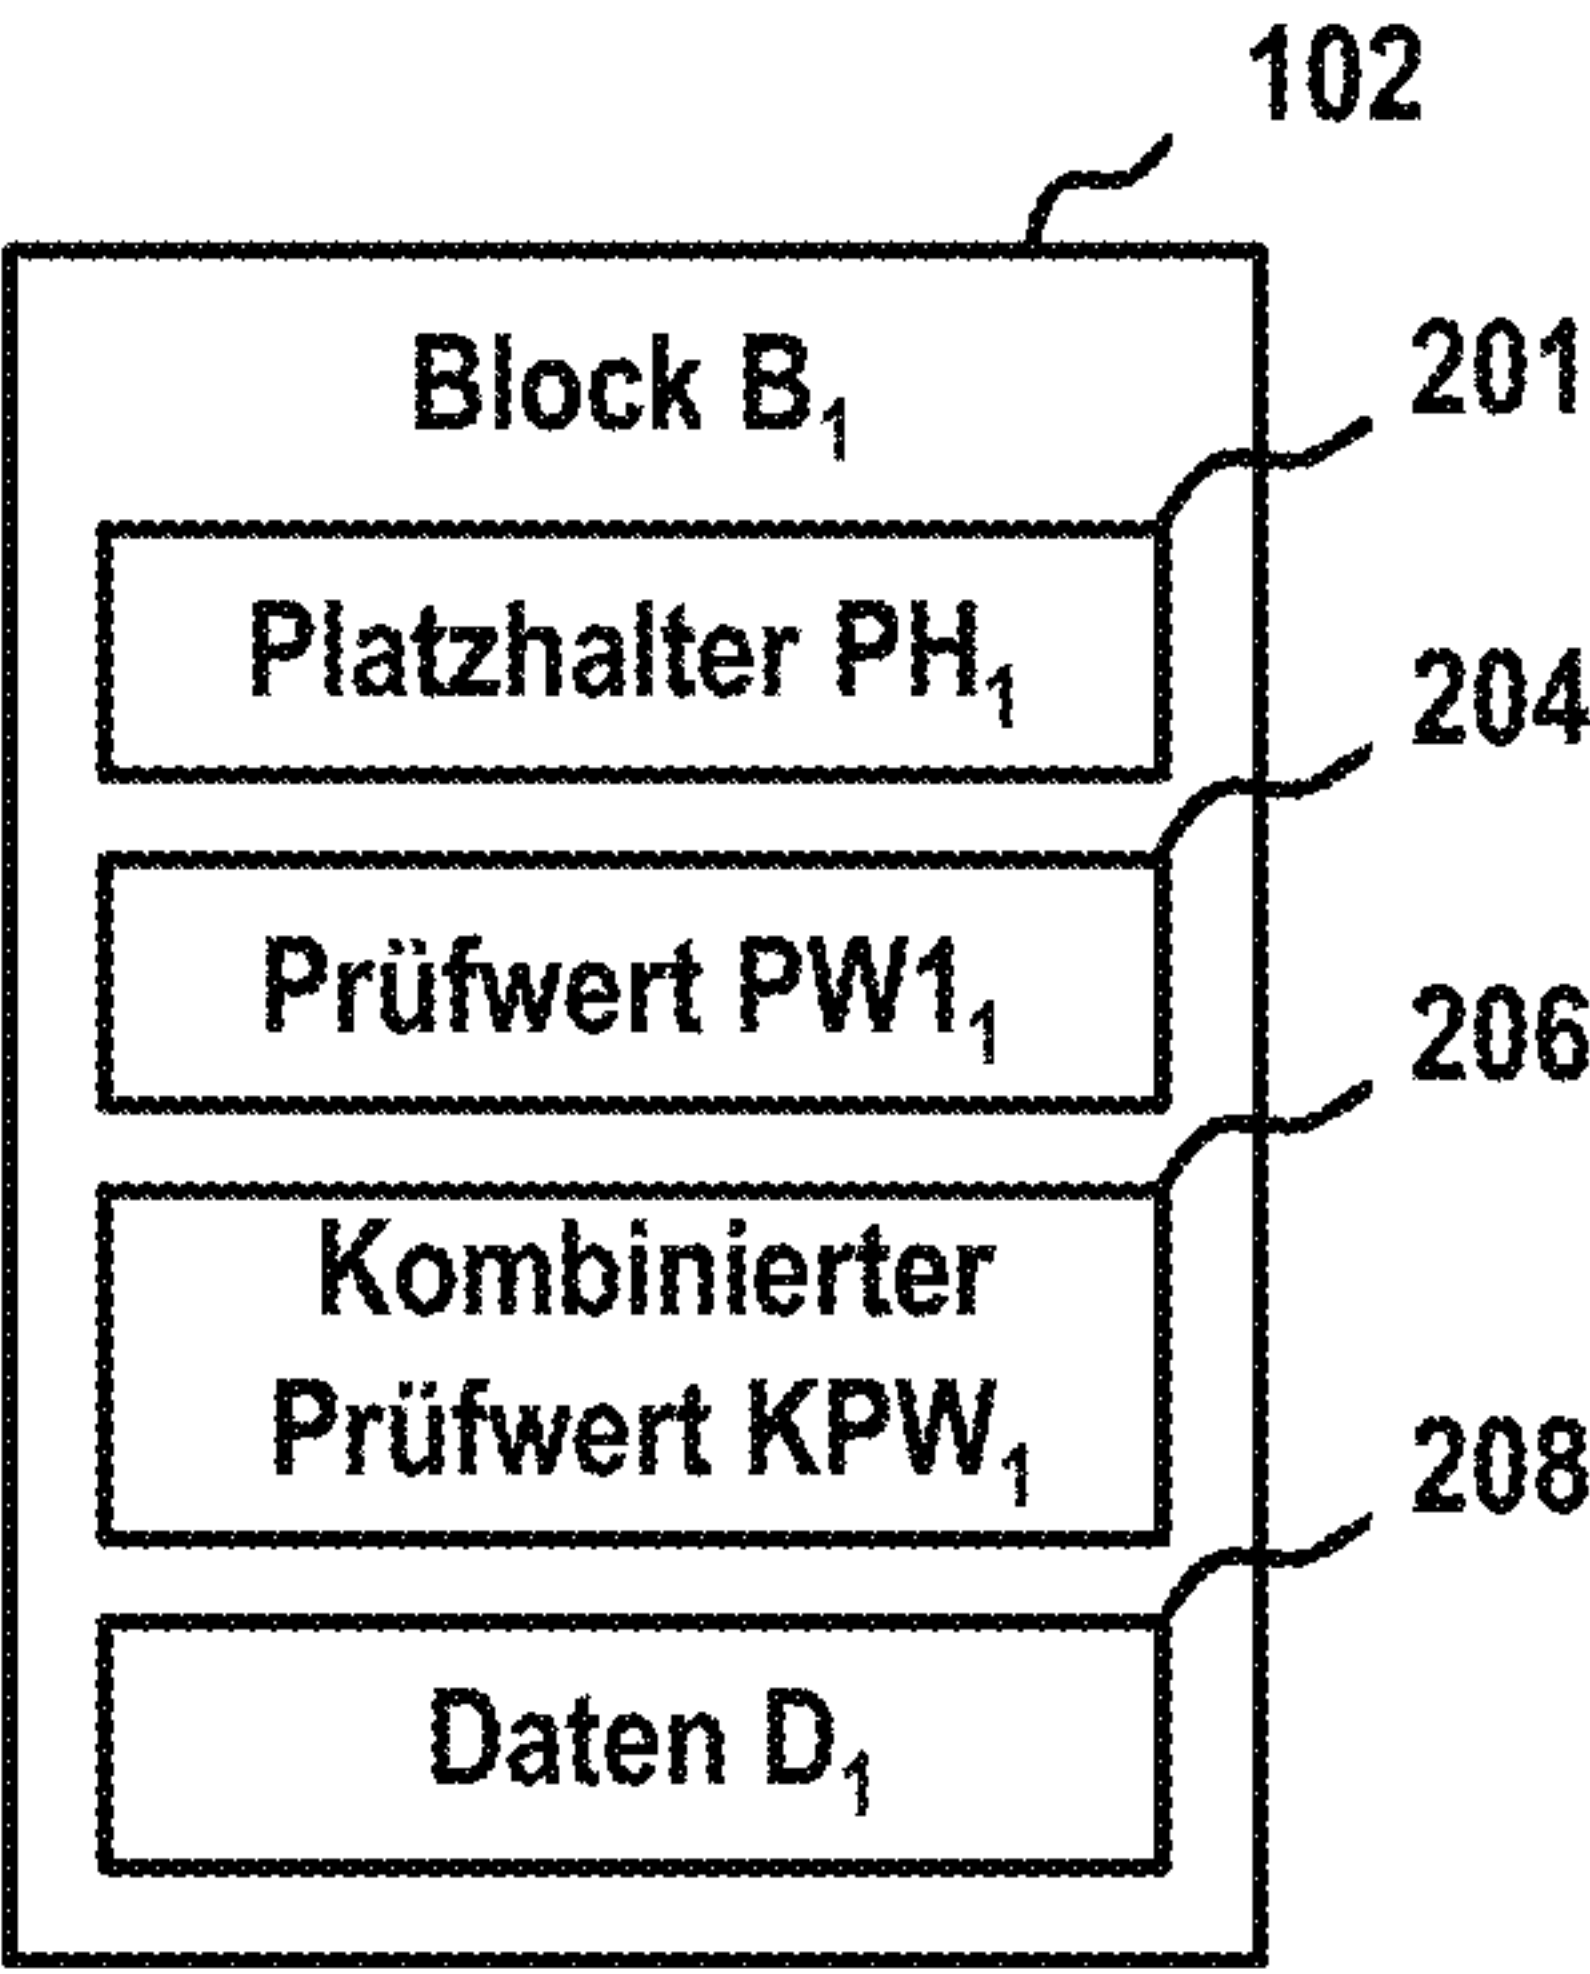 102
Block B₁
201
Platzhalter PH₁
204
Prüfwert PW1₁
206
Kombinierter
Prüfwert KPW₁
208
Daten D₁